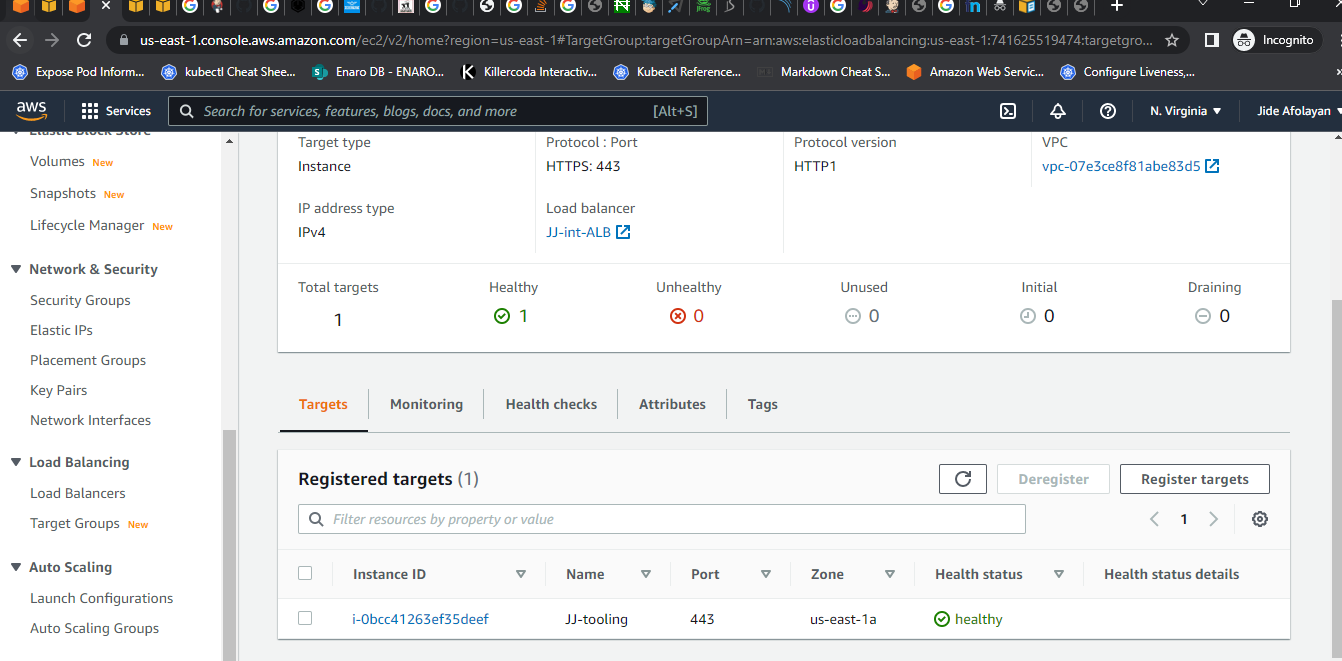 us-east-1.console.aws.amazon.com/ec2/v2/home?region=us-east-1#TargetGroup:targetGroupArn=arn:aws:elasticloadbalancing:us-east-1:741625519474:targetgro...
Incognito
Expose Pod Inform...
kubectl Cheat Shee...
Enaro DB - ENARO...
Killercoda Interactiv...
Kubectl Reference...
Markdown Cheat S...
Amazon Web Servic...
Configure Liveness,...
aws
Services
Search for services, features, blogs, docs, and more
[Alt+S]
N. Virginia
Jide Afolayan
Elastic Block Store
Volumes New
Snapshots New
Lifecycle Manager New
Network & Security
Security Groups
Elastic IPs
Placement Groups
Key Pairs
Network Interfaces
Load Balancing
Load Balancers
Target Groups New
Auto Scaling
Launch Configurations
Auto Scaling Groups
Target type
Instance
Protocol : Port
HTTPS: 443
Protocol version
HTTP1
VPC
vpc-07e3ce8f81abe83d5
IP address type
IPv4
Load balancer
JJ-int-ALB
Total targets
1
Healthy
1
Unhealthy
0
Unused
0
Initial
0
Draining
0
Targets
Monitoring
Health checks
Attributes
Tags
Registered targets (1)
Deregister
Register targets
Filter resources by property or value
1
Instance ID
Name
Port
Zone
Health status
Health status details
i-0bcc41263ef35deef
JJ-tooling
443
us-east-1a
healthy